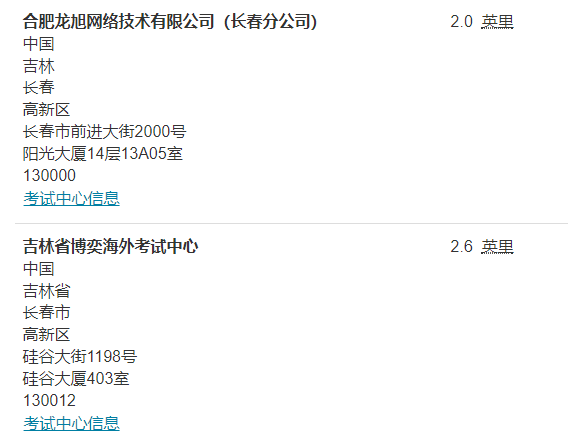 合肥龙旭网络技术有限公司（长春分公司） 2.0 英里
中国
吉林
长春
高新区
长春市前进大街2000号
阳光大厦14层13A05室
130000
考试中心信息
吉林省博奕海外考试中心 2.6 英里
中国
吉林省
长春市
高新区
硅谷大街1198号
硅谷大厦403室
130012
考试中心信息